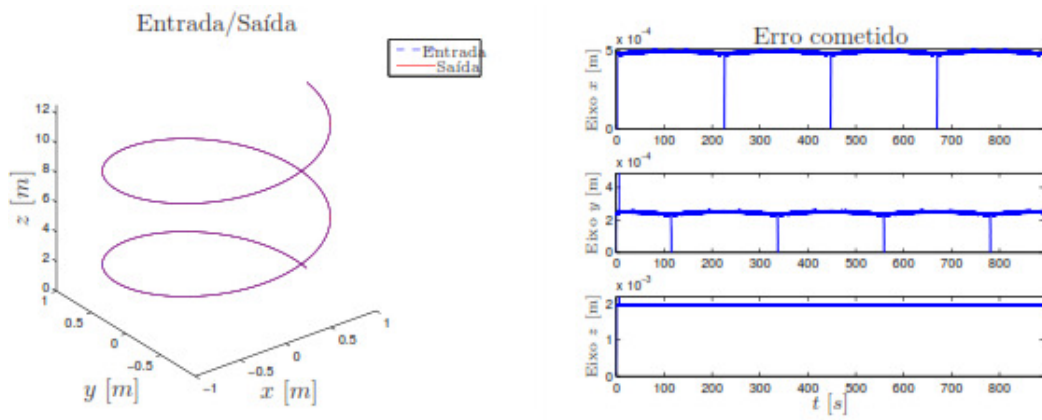 Entrada/Saída
Entrada
Saída
12
10
8
6
4
2
0
z [m]
1
0.5
0
−0.5
−1
y [m]
−1
−0.5
0
0.5
1
x [m]
Erro cometido
x 10⁻⁴
5
0
Eixo x [m]
0 100 200 300 400 500 600 700 800
x 10⁻⁴
4
2
0
Eixo y [m]
0 100 200 300 400 500 600 700 800
x 10⁻³
2
1
0
Eixo z [m]
0 100 200 300 400 500 600 700 800
t [s]